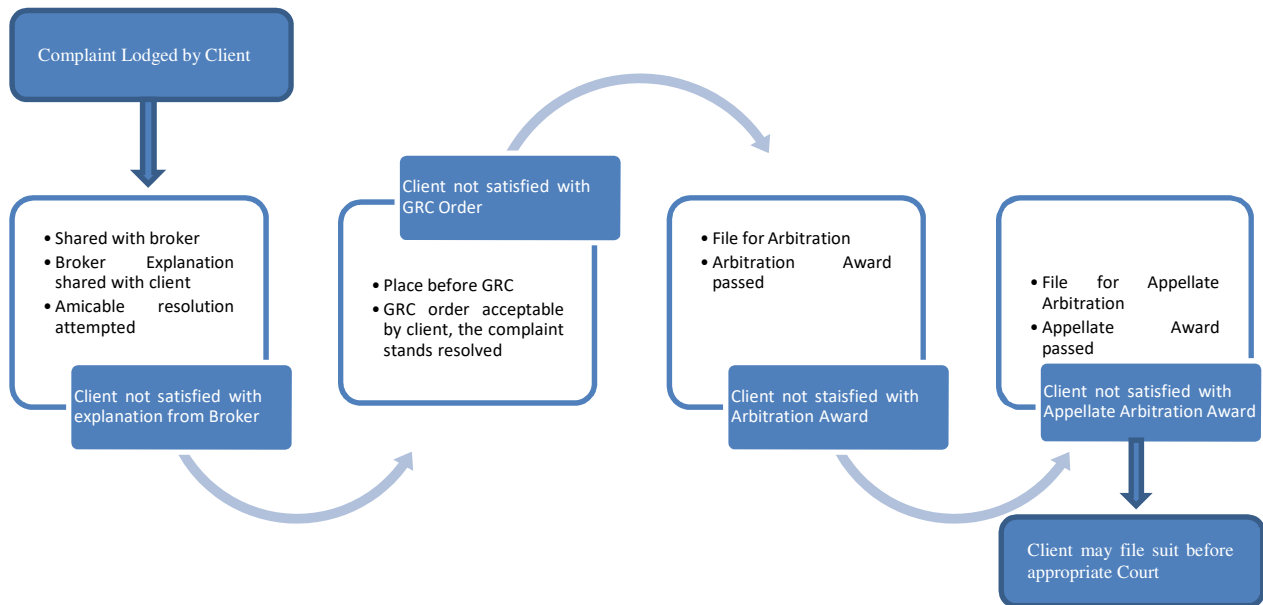 Complaint Lodged by Client
• Shared with broker
• Broker Explanation
shared with client
• Amicable resolution
attempted
Client not satisfied with
explanation from Broker
Client not satisfied with
GRC Order
• Place before GRC
• GRC order acceptable
by client, the complaint
stands resolved
• File for Arbitration
• Arbitration Award
passed
Client not staisfied with
Arbitration Award
• File for Appellate
Arbitration
• Appellate Award
passed
Client not satisfied with
Appellate Arbitration Award
Client may file suit before
appropriate Court